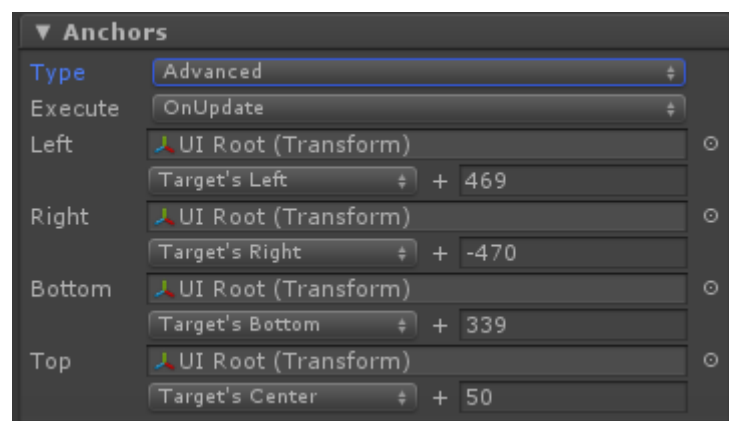 ▼ Anchors
Type Advanced
Execute OnUpdate
Left UI Root (Transform)
Target's Left + 469
Right UI Root (Transform)
Target's Right + -470
Bottom UI Root (Transform)
Target's Bottom + 339
Top UI Root (Transform)
Target's Center + 50